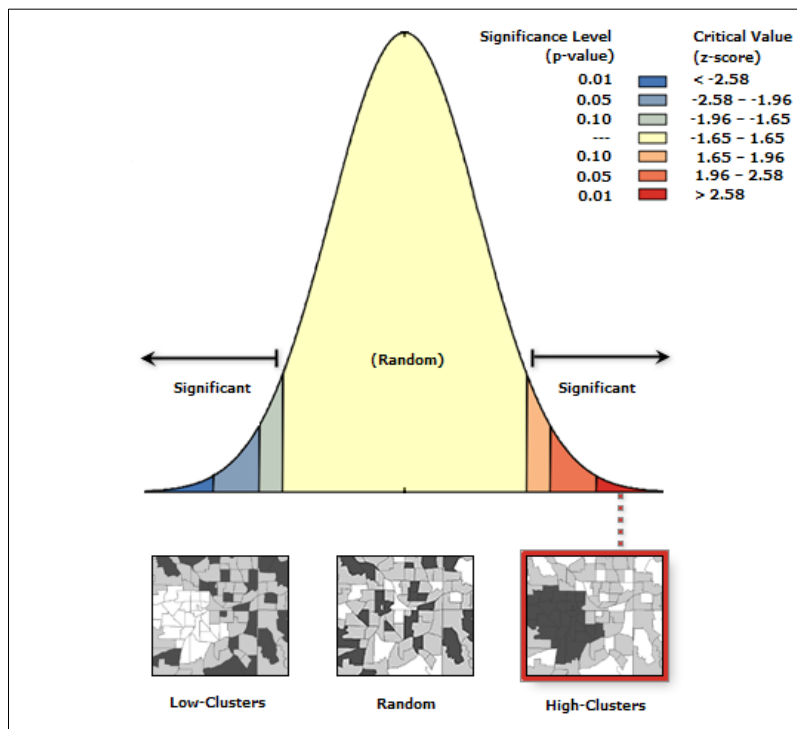 Significance Level Critical Value
(p-value) (z-score)
0.01 < -2.58
0.05 -2.58 – -1.96
0.10 -1.96 – -1.65
--- -1.65 – 1.65
0.10 1.65 – 1.96
0.05 1.96 – 2.58
0.01 > 2.58
(Random)
Significant Significant
Low-Clusters Random High-Clusters